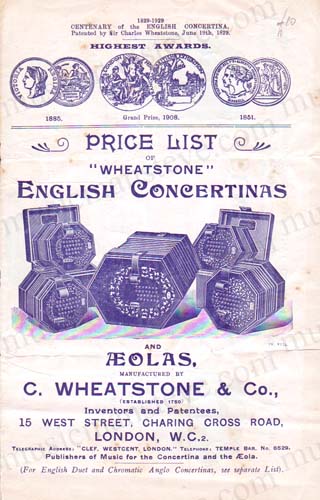 1829-1929
CENTENARY of the ENGLISH CONCERTINA.
Patented by Sir Charles Wheatstone, June 19th, 1829.
HIGHEST AWARDS.
1885. Grand Prize, 1908. 1851.
PRICE LIST
OF
"WHEATSTONE"
ENGLISH CONCERTINAS
AND
ÆOLAS,
MANUFACTURED BY
C. WHEATSTONE & Co.,
(ESTABLISHED 1750)
Inventors and Patentees,
15 WEST STREET, CHARING CROSS ROAD,
LONDON, W.C.2.
TELEGRAPHIC ADDRESS: "CLEF, WESTCENT, LONDON." TELEPHONE: TEMPLE BAR, No. 8529.
Publishers of Music for the Concertina and the Æola.
(For English Duet and Chromatic Anglo Concertinas, see separate List).